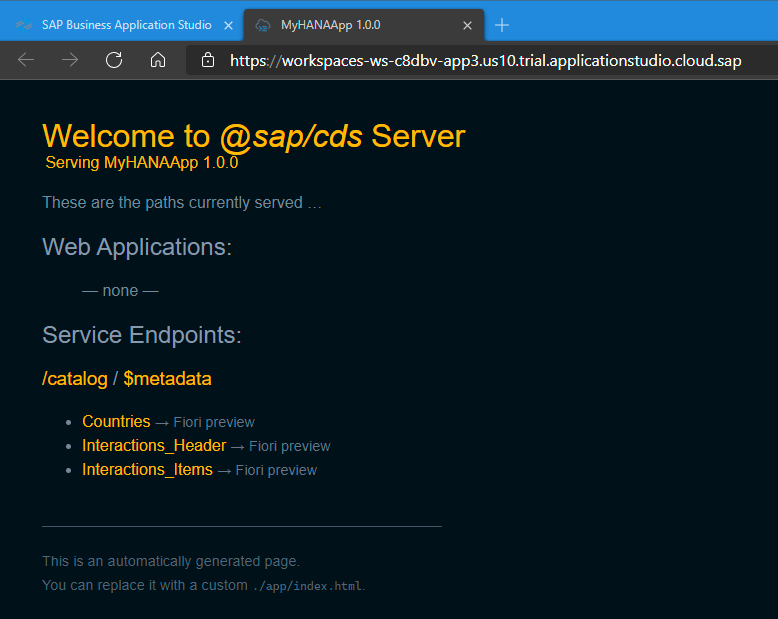 SAP Business Application Studio
MyHANAApp 1.0.0
https://workspaces-ws-c8dbv-app3.us10.trial.applicationstudio.cloud.sap
Welcome to @sap/cds Server
Serving MyHANAApp 1.0.0
These are the paths currently served …
Web Applications:
— none —
Service Endpoints:
/catalog / $metadata
Countries → Fiori preview
Interactions_Header → Fiori preview
Interactions_Items → Fiori preview
This is an automatically generated page.
You can replace it with a custom ./app/index.html.